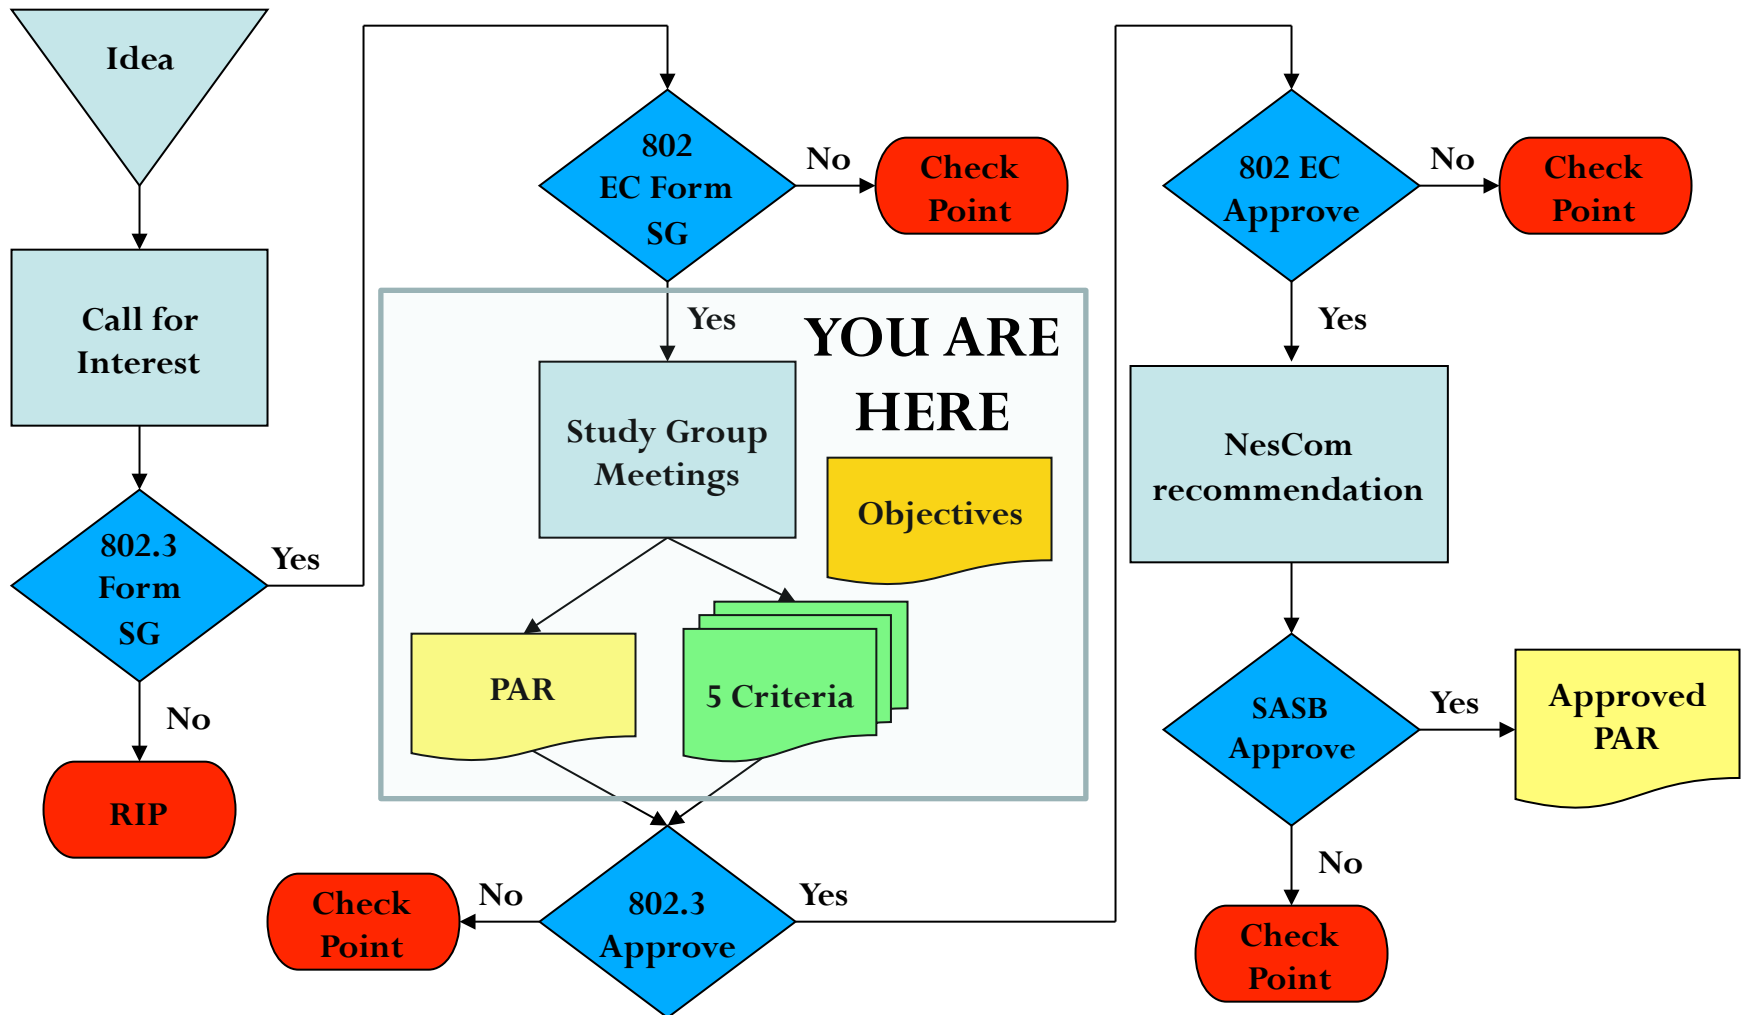 Idea
Call for
Interest
802.3
Form
SG
Yes
No
RIP
802
EC Form
SG
No
Check
Point
Yes
YOU ARE
HERE
Study Group
Meetings
Objectives
PAR
5 Criteria
802.3
Approve
No
Check
Point
Yes
802 EC
Approve
No
Check
Point
Yes
NesCom
recommendation
SASB
Approve
Yes
Approved
PAR
No
Check
Point